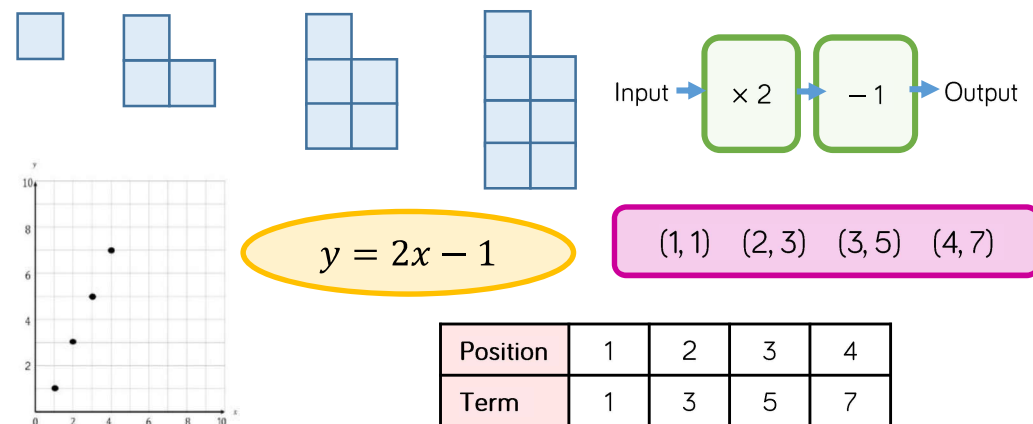 Input × 2 − 1 Output
y
10
8
6
4
2
0 2 4 6 8 10
x
y = 2x − 1
(1, 1) (2, 3) (3, 5) (4, 7)
Position 1 2 3 4
Term 1 3 5 7